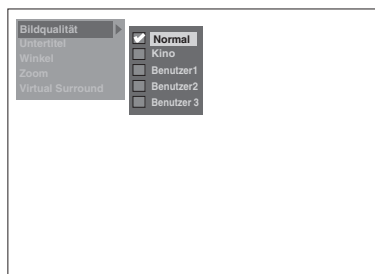 Bildqualität
Untertitel
Winkel
Zoom
Virtual Surround
Normal
Kino
Benutzer1
Benutzer2
Benutzer 3